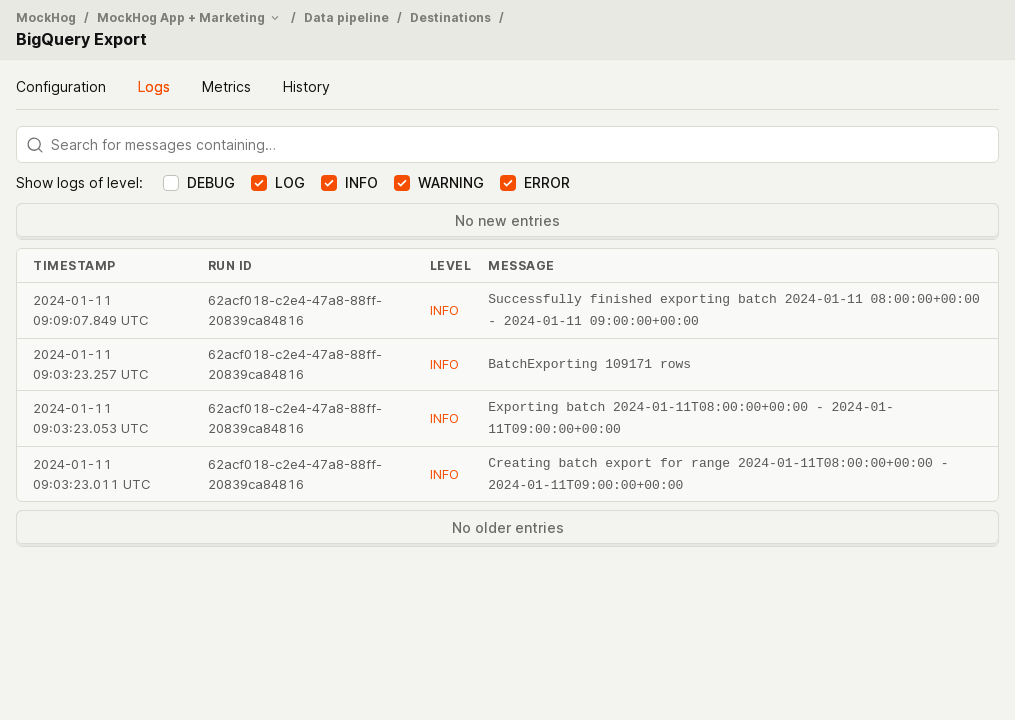 MockHog / MockHog App + Marketing / Data pipeline / Destinations /
BigQuery Export
Configuration Logs Metrics History
Search for messages containing…
Show logs of level: DEBUG LOG INFO WARNING ERROR
No new entries
TIMESTAMP RUN ID LEVEL MESSAGE
2024-01-11
09:09:07.849 UTC
62acf018-c2e4-47a8-88ff-
20839ca84816
INFO
Successfully finished exporting batch 2024-01-11 08:00:00+00:00
- 2024-01-11 09:00:00+00:00
2024-01-11
09:03:23.257 UTC
62acf018-c2e4-47a8-88ff-
20839ca84816
INFO
BatchExporting 109171 rows
2024-01-11
09:03:23.053 UTC
62acf018-c2e4-47a8-88ff-
20839ca84816
INFO
Exporting batch 2024-01-11T08:00:00+00:00 - 2024-01-
11T09:00:00+00:00
2024-01-11
09:03:23.011 UTC
62acf018-c2e4-47a8-88ff-
20839ca84816
INFO
Creating batch export for range 2024-01-11T08:00:00+00:00 -
2024-01-11T09:00:00+00:00
No older entries